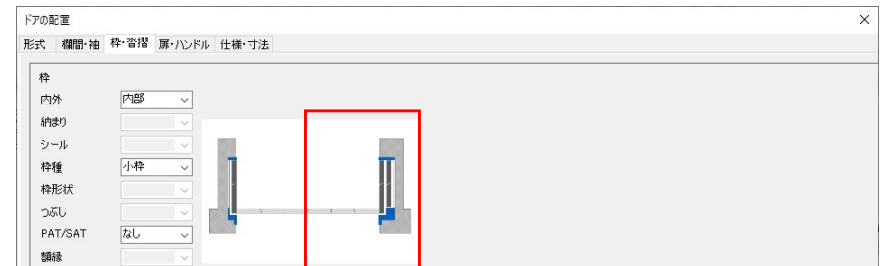 ドアの配置
形式 欄間・袖 枠・沓摺 扉・ハンドル 仕様・寸法
枠
内外 内部
納まり
シール
枠種 小枠
枠形状
つぶし
PAT/SAT なし
額縁